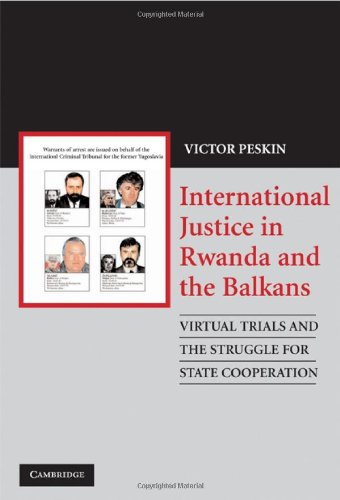 Warrants of arrest are issued on behalf of the
International Criminal Tribunal for the former Yugoslavia
VICTOR PESKIN
International
Justice in
Rwanda and
the Balkans
VIRTUAL TRIALS AND
THE STRUGGLE FOR
STATE COOPERATION
CAMBRIDGE